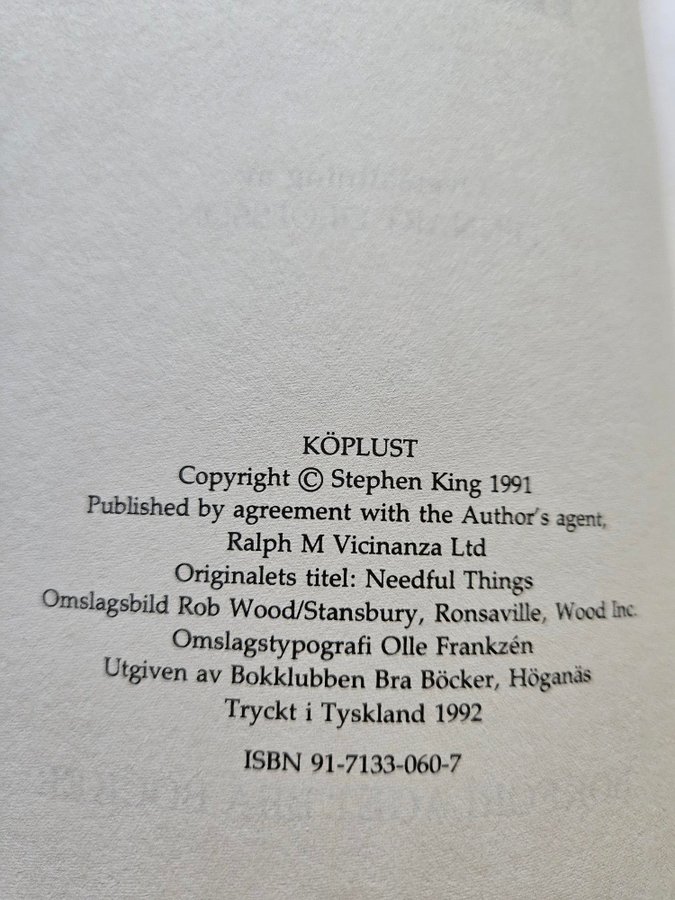 KÖPLUST
Copyright © Stephen King 1991
Published by agreement with the Author's agent,
Ralph M Vicinanza Ltd
Originalets titel: Needful Things
Omslagsbild Rob Wood/Stansbury, Ronsaville, Wood Inc.
Omslagstypografi Olle Frankzén
Utgiven av Bokklubben Bra Böcker, Höganäs
Tryckt i Tyskland 1992
ISBN 91-7133-060-7